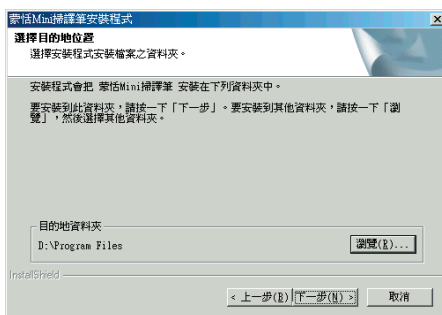 蒙恬Mini掃譯筆安裝程式
選擇目的地位置
選擇安裝程式安裝檔案之資料夾。
安裝程式會把 蒙恬Mini掃譯筆 安裝在下列資料夾中。
要安裝到此資料夾，請按一下「下一步」。要安裝到其他資料夾，請按一下「瀏
覽」，然後選擇其他資料夾。
目的地資料夾
D:\Program Files
瀏覽(R)...
InstallShield
< 上一步(B) 下一步(N) > 取消